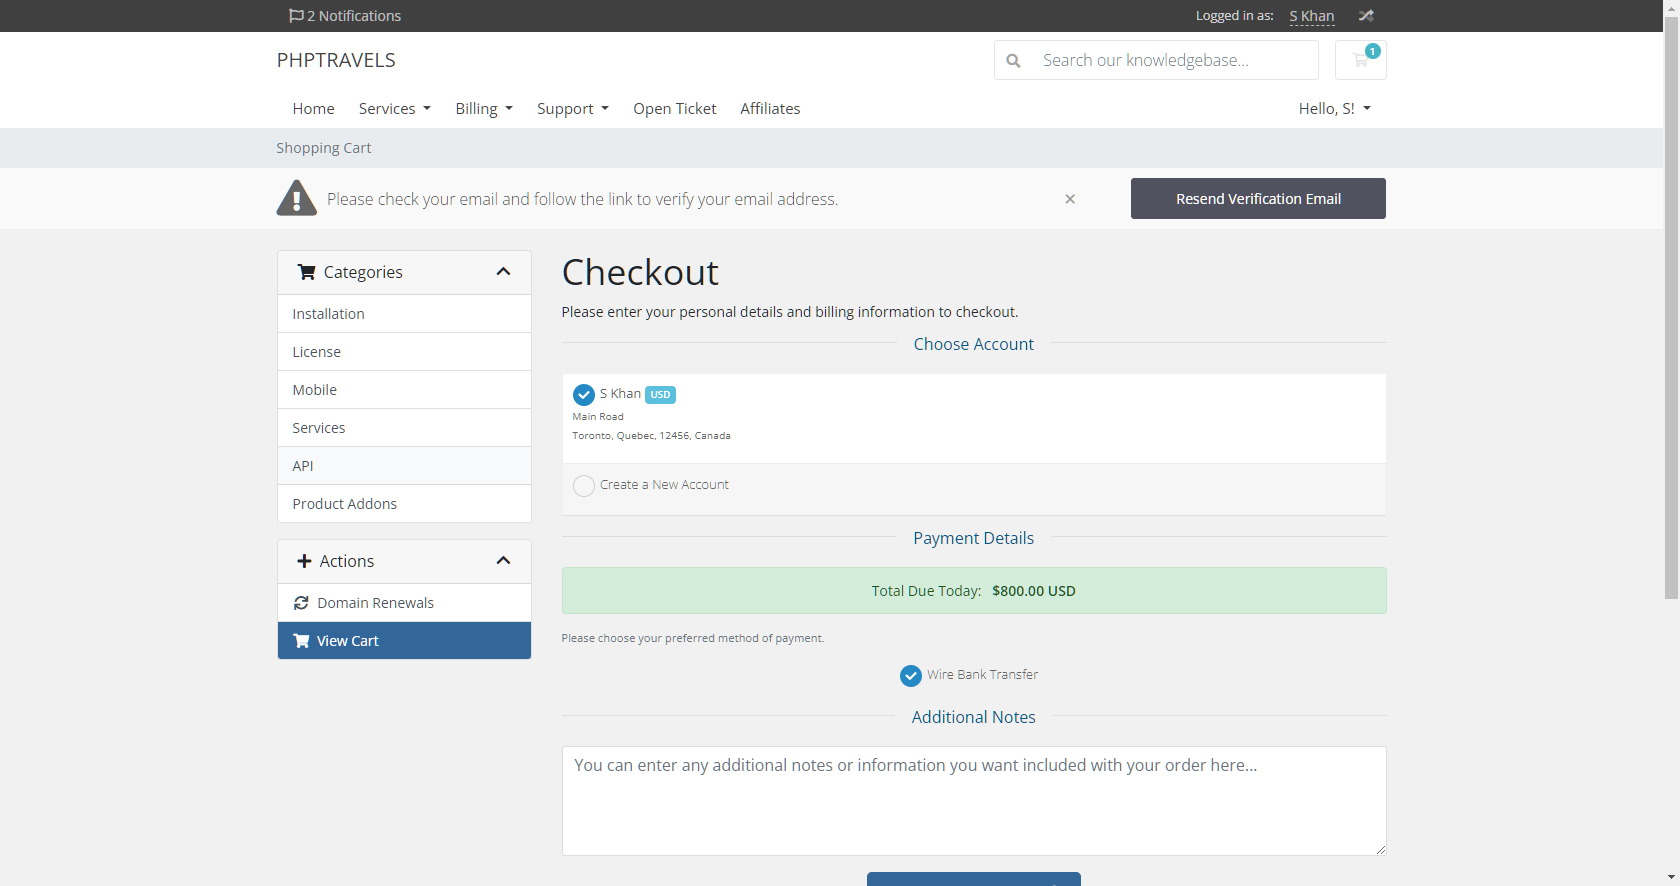 2 Notifications
Logged in as: S Khan
PHPTRAVELS
Search our knowledgebase...
1
Home Services Billing Support Open Ticket Affiliates Hello, S!
Shopping Cart
Please check your email and follow the link to verify your email address. × Resend Verification Email
Categories
Installation
License
Mobile
Services
API
Product Addons
Actions
Domain Renewals
View Cart
Checkout
Please enter your personal details and billing information to checkout.
Choose Account
S Khan USD
Main Road
Toronto, Quebec, 12456, Canada
Create a New Account
Payment Details
Total Due Today: $800.00 USD
Please choose your preferred method of payment.
Wire Bank Transfer
Additional Notes
You can enter any additional notes or information you want included with your order here...